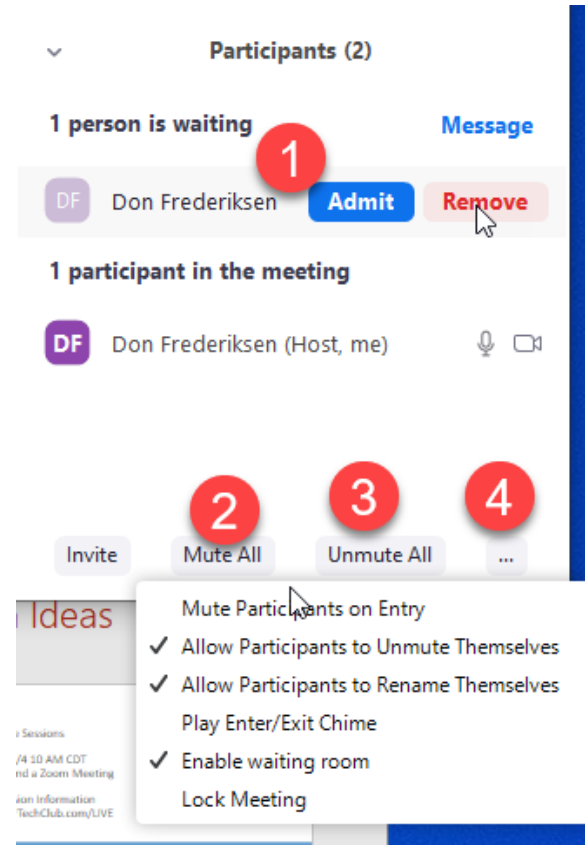 Participants (2)
1 person is waiting
Message
1
DF
Don Frederiksen
Admit
Remove
1 participant in the meeting
DF
Don Frederiksen (Host, me)
2
3
4
Invite
Mute All
Unmute All
...
Ideas
Mute Participants on Entry
✓ Allow Participants to Unmute Themselves
✓ Allow Participants to Rename Themselves
Play Enter/Exit Chime
✓ Enable waiting room
Lock Meeting
Sessions
/4 10 AM CDT
nd a Zoom Meeting
sion Information
TechClub.com/LIVE